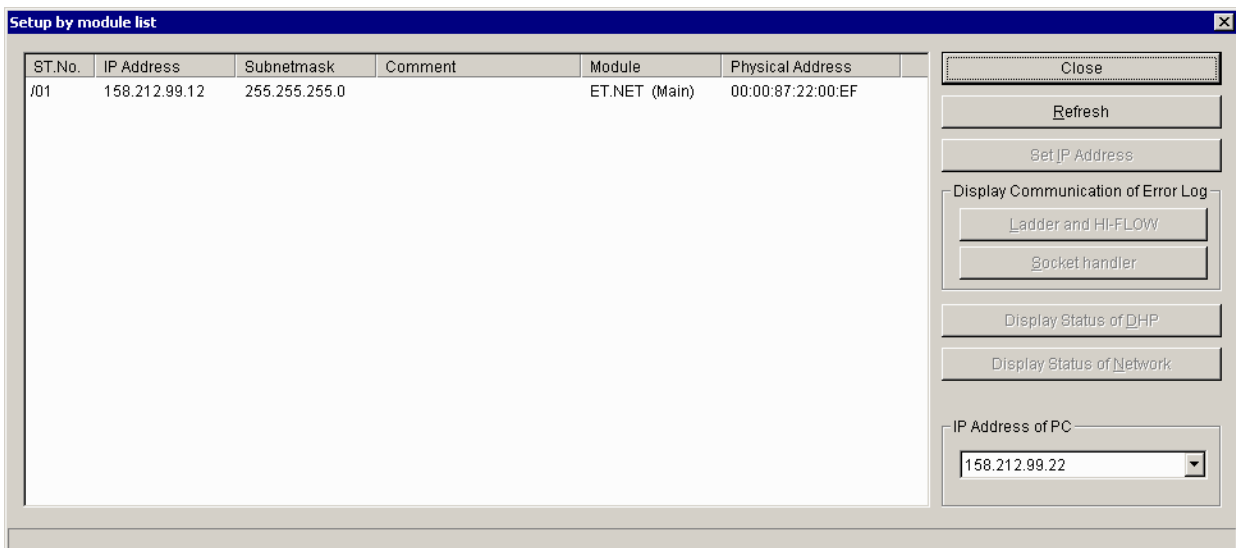 Setup by module list
ST.No. IP Address Subnetmask Comment Module Physical Address
/01 158.212.99.12 255.255.255.0 ET.NET (Main) 00:00:87:22:00:EF
Close
Refresh
Set IP Address
Display Communication of Error Log
Ladder and HI-FLOW
Socket handler
Display Status of DHP
Display Status of Network
IP Address of PC
158.212.99.22